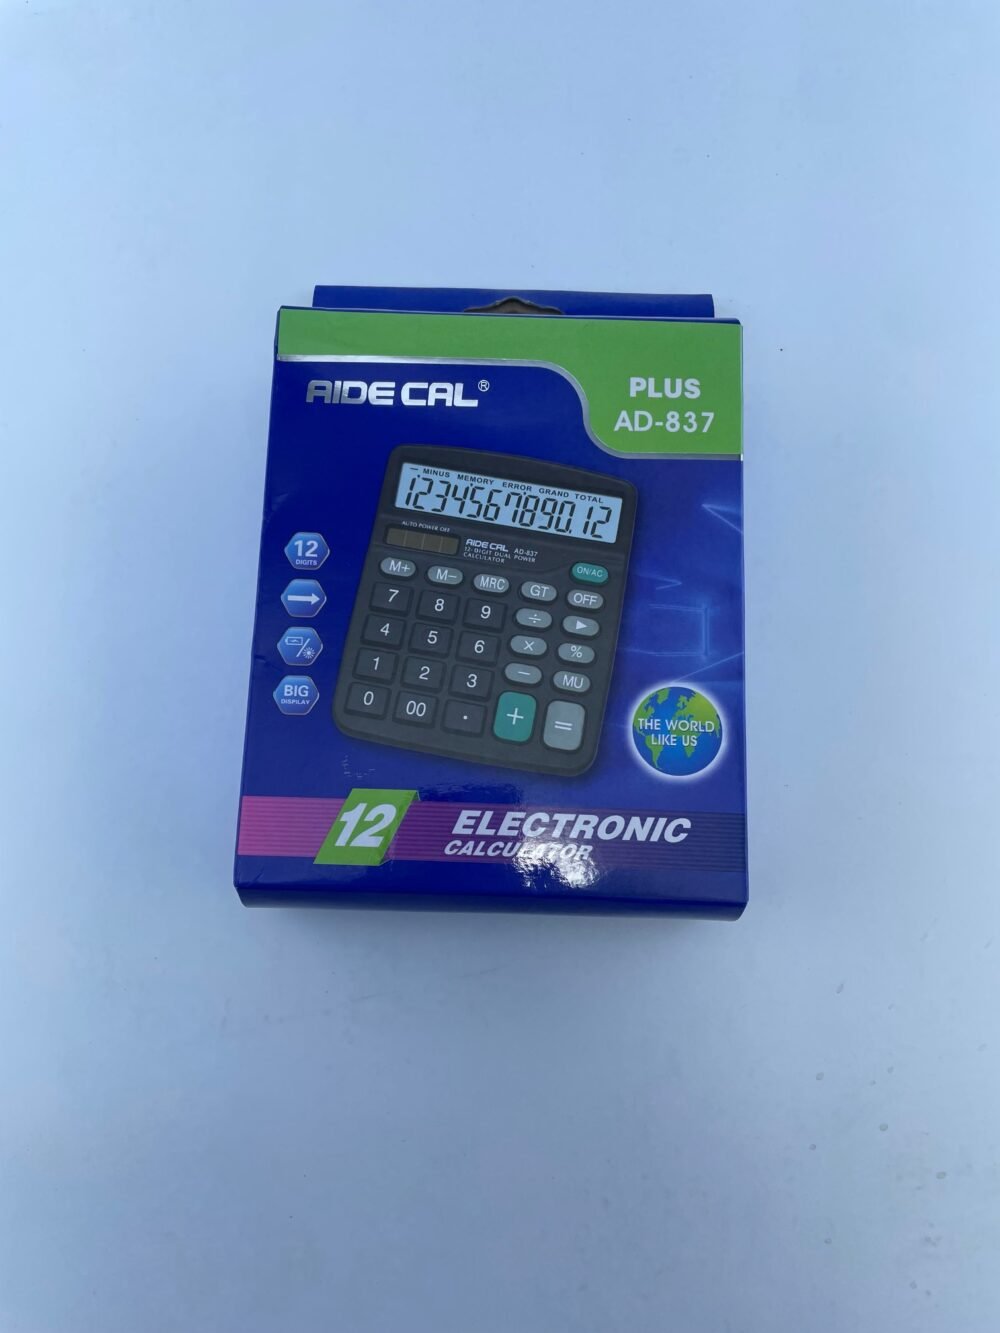 AIDE CAL®
PLUS
AD-837
— MINUS MEMORY ERROR GRAND TOTAL
1234567890.12
AUTO POWER OFF
AIDE CAL AD-837
12-DIGIT DUAL POWER
CALCULATOR
ON/AC
M+ M− MRC GT OFF
7 8 9 ÷ ▶
4 5 6 × %
1 2 3 − MU
0 00 . + =
12
DIGITS
BIG
DISPLAY
THE WORLD
LIKE US
12 ELECTRONIC
CALCULATOR